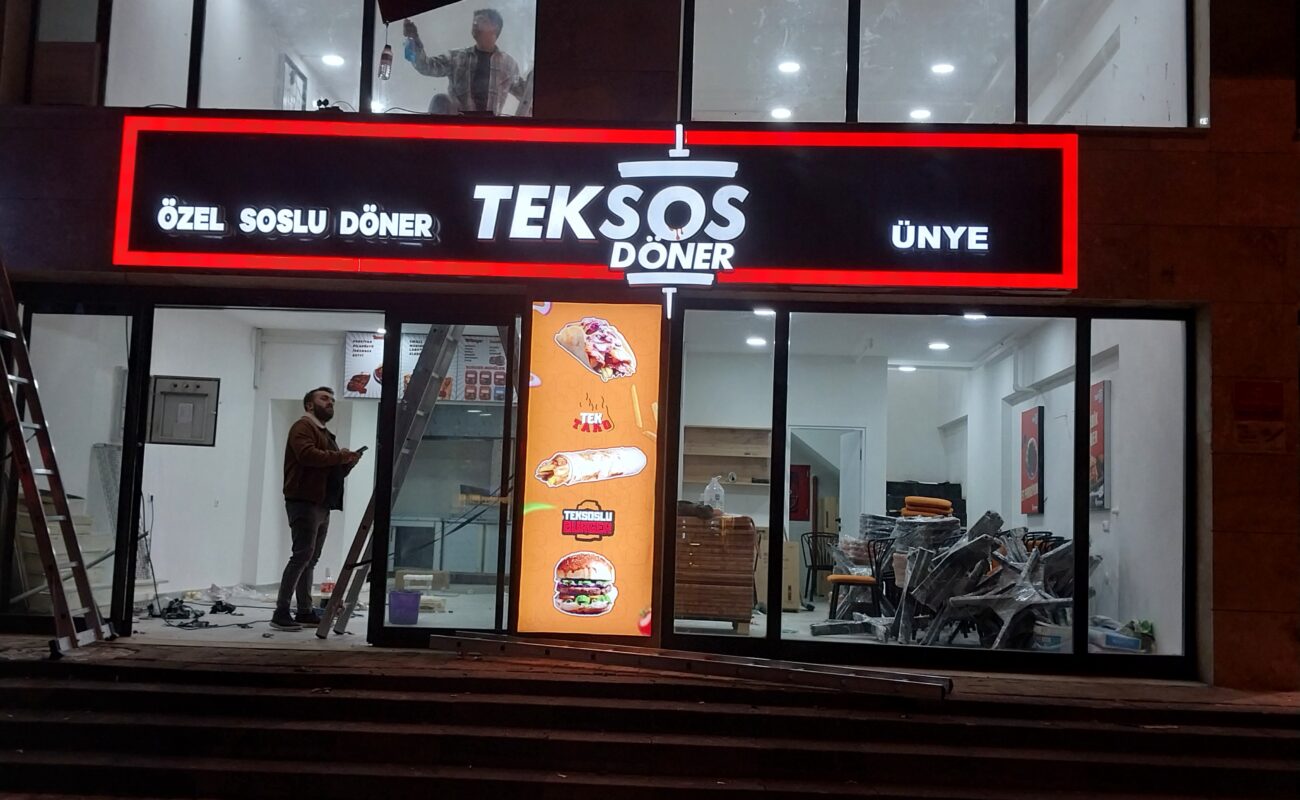 ÖZEL SOSLU DÖNER
TEKSOS
DÖNER
ÜNYE
TEK
TAKO
TEKSOSLU
BURGER